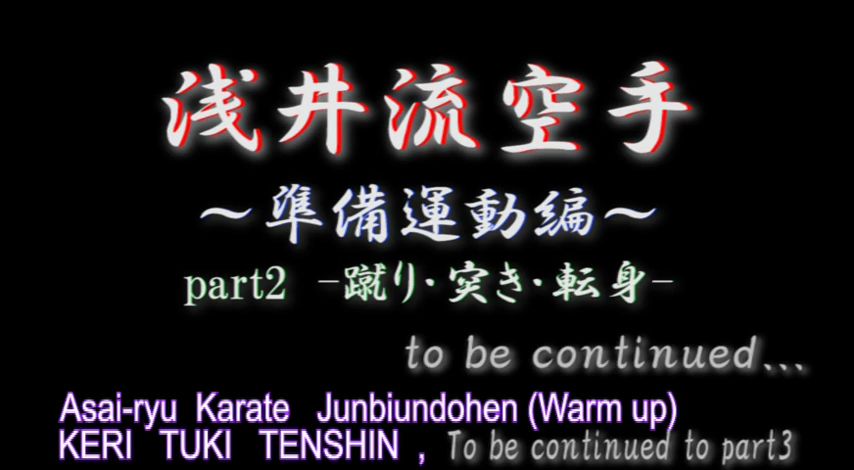 浅井流空手
～準備運動編～
part2 －蹴り・突き・転身－
to be continued...
Asai-ryu Karate Junbiundohen (Warm up)
KERI TUKI TENSHIN , To be continued to part3